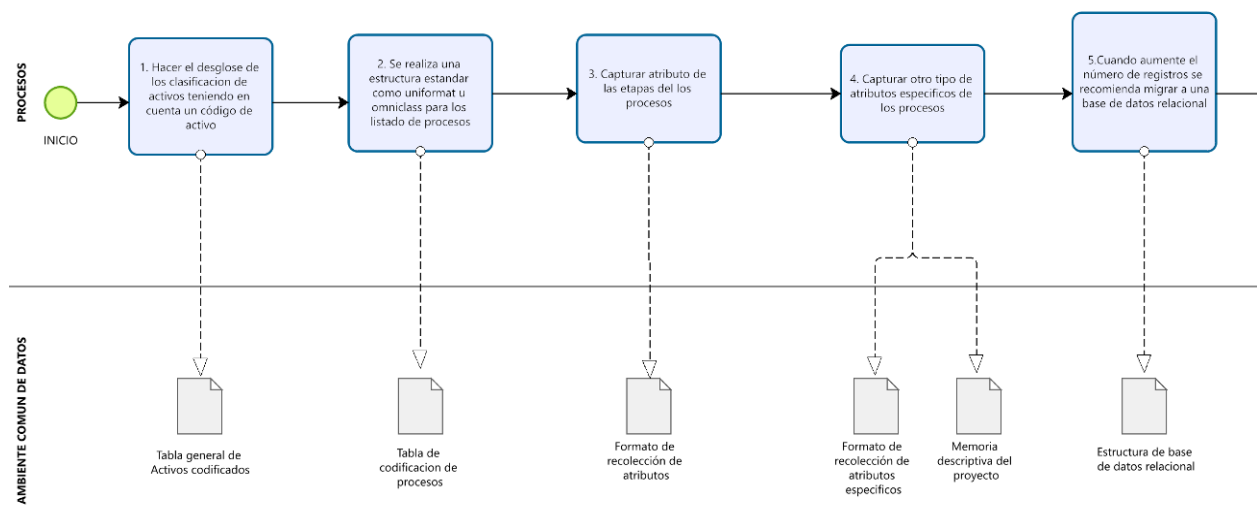 PROCESOS
INICIO
1. Hacer el desglose de
los clasificacion de
activos teniendo en
cuenta un código de
activo
2. Se realiza una
estructura estandar
como uniformat u
omniclass para los
listado de procesos
3. Capturar atributo de
las etapas del los
procesos
4. Capturar otro tipo de
atributos especificos de
los procesos
5.Cuando aumente el
número de registros se
recomienda migrar a una
base de datos relacional
AMBIENTE COMUN DE DATOS
Tabla general de
Activos codificados
Tabla de
codificacion de
procesos
Formato de
recolección de
atributos
Formato de
recolección de
atributos
especificos
Memoria
descriptiva del
proyecto
Estructura de base
de datos relacional